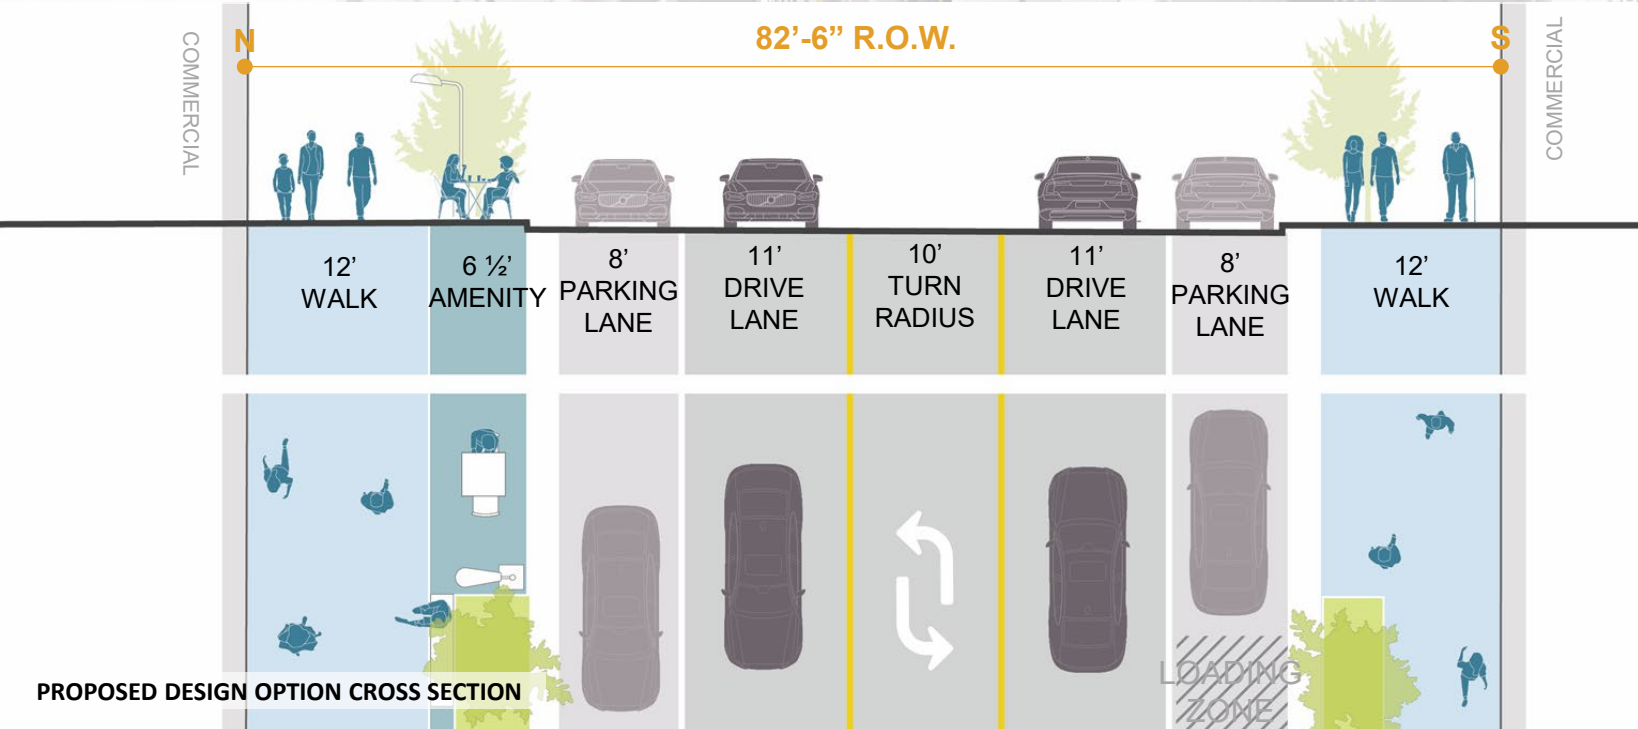 COMMERCIAL
N
82’-6” R.O.W.
S
COMMERCIAL
12’
WALK
6 ½’
AMENITY
8’
PARKING
LANE
11’
DRIVE
LANE
10’
TURN
RADIUS
11’
DRIVE
LANE
8’
PARKING
LANE
12’
WALK
LOADING
ZONE
PROPOSED DESIGN OPTION CROSS SECTION